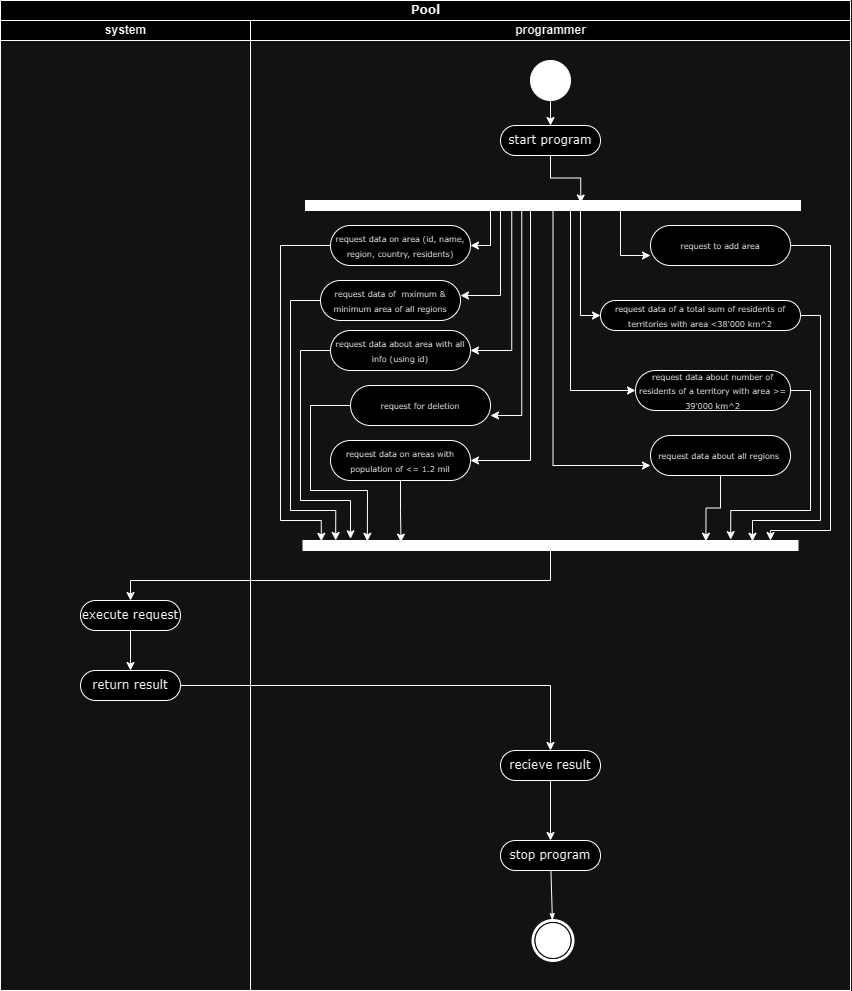 Pool
system
programmer
start program
request data on area (id, name,
region, country, residents)
request to add area
request data of mximum &
minimum area of all regions
request data of a total sum of residents of
territories with area <38'000 km^2
request data about area with all
info (using id)
request data about number of
residents of a territory with area >=
39'000 km^2
request for deletion
request data on areas with
population of <= 1.2 mil
request data about all regions
execute request
return result
recieve result
stop program